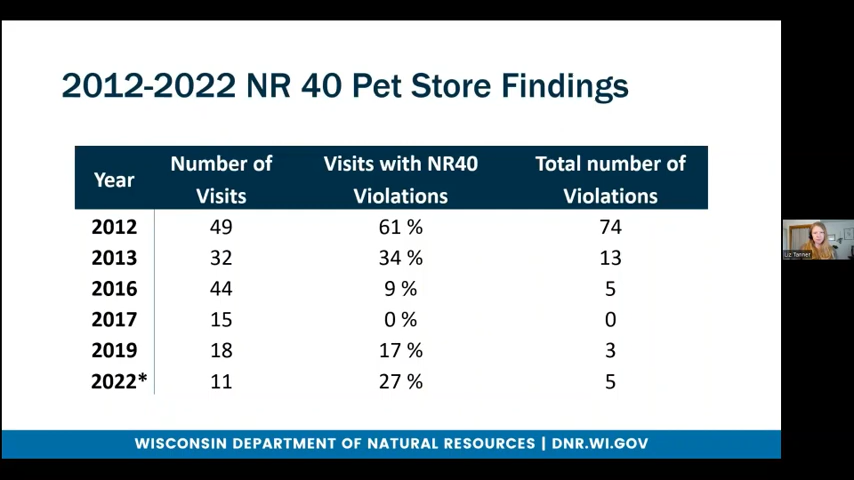 2012-2022 NR 40 Pet Store Findings
Year Number of Visits Visits with NR40 Violations Total number of Violations
2012 49 61 % 74
2013 32 34 % 13
2016 44 9 % 5
2017 15 0 % 0
2019 18 17 % 3
2022* 11 27 % 5
WISCONSIN DEPARTMENT OF NATURAL RESOURCES | DNR.WI.GOV
Liz Tanner